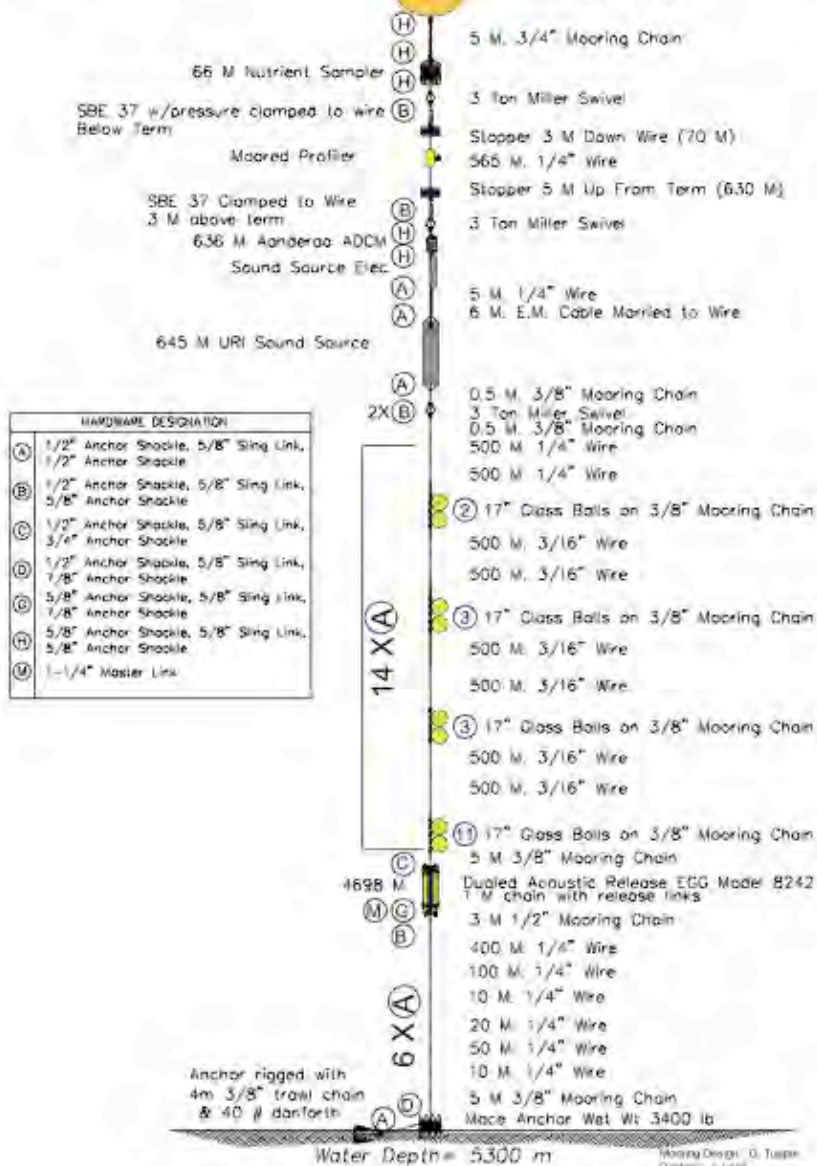 H
5 M. 3/4" Mooring Chain
H
66 M Nutrient Sampler
H
3 Ton Miller Swivel
SBE 37 w/pressure clamped to wire
B
Below Term
Stopper 3 M Down Wire (70 M)
Moored Profiler
565 M. 1/4" Wire
Stopper 5 M Up From Term (630 M)
SBE 37 Clamped to Wire
3 M above term
B
3 Ton Miller Swivel
H
636 M Aanderaa ADCM
H
Sound Source Elec
A
5 M. 1/4" Wire
A
6 M. E.M. Cable Married to Wire
645 M URI Sound Source
A
0.5 M. 3/8" Mooring Chain
2X B
3 Ton Miller Swivel
0.5 M. 3/8" Mooring Chain
500 M. 1/4" Wire
500 M. 1/4" Wire
2 17" Glass Balls on 3/8" Mooring Chain
500 M. 3/16" Wire
500 M. 3/16" Wire
3 17" Glass Balls on 3/8" Mooring Chain
500 M. 3/16" Wire
500 M. 3/16" Wire
3 17" Glass Balls on 3/8" Mooring Chain
500 M. 3/16" Wire
500 M. 3/16" Wire
11 17" Glass Balls on 3/8" Mooring Chain
14 X A
5 M 3/8" Mooring Chain
C
4698 M
Dualed Acoustic Release EGG Model 8242
1 M chain with release links
M G
3 M 1/2" Mooring Chain
B
400 M. 1/4" Wire
100 M. 1/4" Wire
10 M. 1/4" Wire
20 M. 1/4" Wire
50 M. 1/4" Wire
10 M. 1/4" Wire
6 X A
5 M 3/8" Mooring Chain
Anchor rigged with
4m 3/8" trawl chain
& 40 # danforth
A
D
Mace Anchor Wet Wt 3400 lb
Water Depth = 5300 m
Mooring Design: G. Tupper
HARDWARE DESIGNATION
A 1/2" Anchor Shackle, 5/8" Sling Link,
1/2" Anchor Shackle
B 1/2" Anchor Shackle, 5/8" Sling Link,
5/8" Anchor Shackle
C 1/2" Anchor Shackle, 5/8" Sling Link,
3/4" Anchor Shackle
D 1/2" Anchor Shackle, 5/8" Sling Link,
7/8" Anchor Shackle
G 5/8" Anchor Shackle, 5/8" Sling Link,
7/8" Anchor Shackle
H 5/8" Anchor Shackle, 5/8" Sling Link,
5/8" Anchor Shackle
M 1-1/4" Master Link